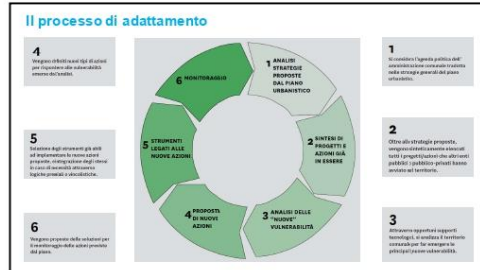 Il processo di adattamento
4
Vengono definiti nuovi tipi di azioni
per rispondere alle vulnerabilità
emerse dall'analisi.
5
Selezione degli strumenti già abili
ad implementare le nuove azioni
proposte, ed integrazione degli stessi
in caso di necessità attraverso
logiche premiali o vincolistiche.
6
Vengono proposte delle soluzioni per
il monitoraggio delle azioni previste
dal piano.
1 ANALISI
STRATEGIE
PROPOSTE
DAL PIANO
URBANISTICO
2 SINTESI DI
PROGETTI E
AZIONI GIÀ
IN ESSERE
3 ANALISI DELLE
"NUOVE"
VULNERABILITÀ
4 PROPOSTA
DI NUOVE
AZIONI
5 STRUMENTI
LEGATI ALLE
NUOVE AZIONI
6 MONITORAGGIO
1
Si considera l'agenda politica dell'
amministrazione comunale tradotta
nella strategia generali del piano
urbanistico.
2
Oltre alle strategie proposte,
vengono sinteticamente elencati
tutti i progetti/azioni che altri enti
pubblici o pubblico-privati hanno
avviato sul territorio.
3
Attraverso opportuni supporti
tecnologici, si analizza il territorio
comunale per far emergere le
principali nuove vulnerabilità.